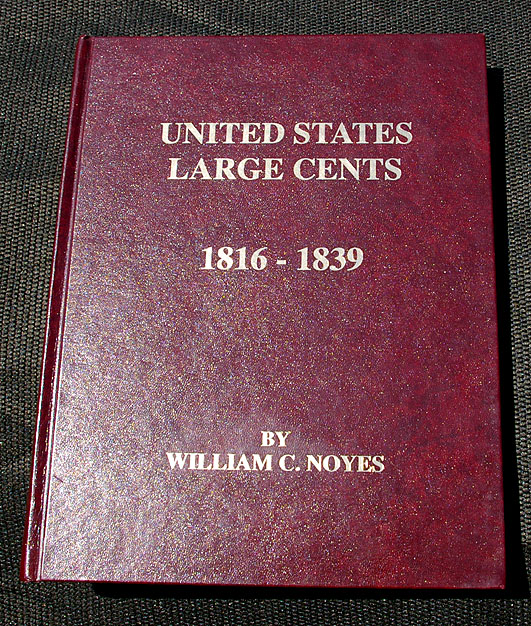 UNITED STATES
LARGE CENTS
1816 - 1839
BY
WILLIAM C. NOYES